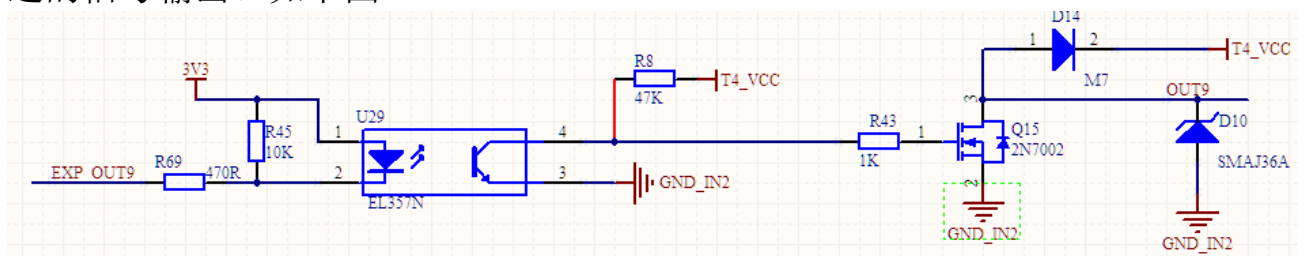 D14
1
2
T4_VCC
M7
3V3
R8
T4_VCC
47K
OUT9
3
U29
R45
10K
1
4
R43
1
Q15
2N7002
D10
1K
SMAJ36A
EXP_OUT9
R69
470R
2
3
GND_IN2
EL357N
2
GND_IN2
GND_IN2